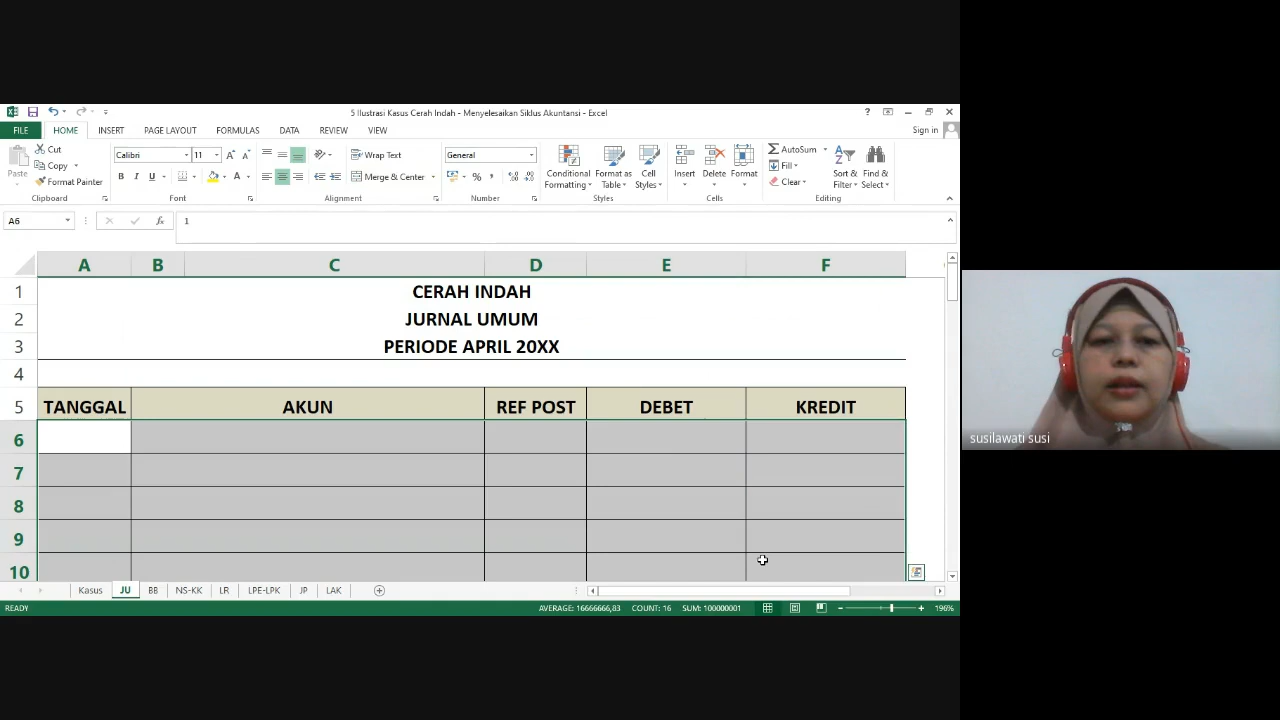 5 Ilustrasi Kasus Cerah Indah - Menyelesaikan Siklus Akuntansi - Excel
FILE HOME INSERT PAGE LAYOUT FORMULAS DATA REVIEW VIEW Sign in
Paste Cut Copy Format Painter Clipboard
Calibri 11 B I U A Font
Wrap Text Merge & Center Alignment
General % Number
Conditional Formatting Format as Table Cell Styles Styles
Insert Delete Format Cells
AutoSum Fill Clear Sort & Filter Find & Select Editing
A6 fx 1
A B C D E F
1 CERAH INDAH
2 JURNAL UMUM
3 PERIODE APRIL 20XX
4
5 TANGGAL AKUN REF POST DEBET KREDIT
6
7
8
9
10
Kasus JU BB NS-KK LR LPE-LPK JP LAK
READY AVERAGE: 16666666,83 COUNT: 16 SUM: 100000001 196%
susilawati susi